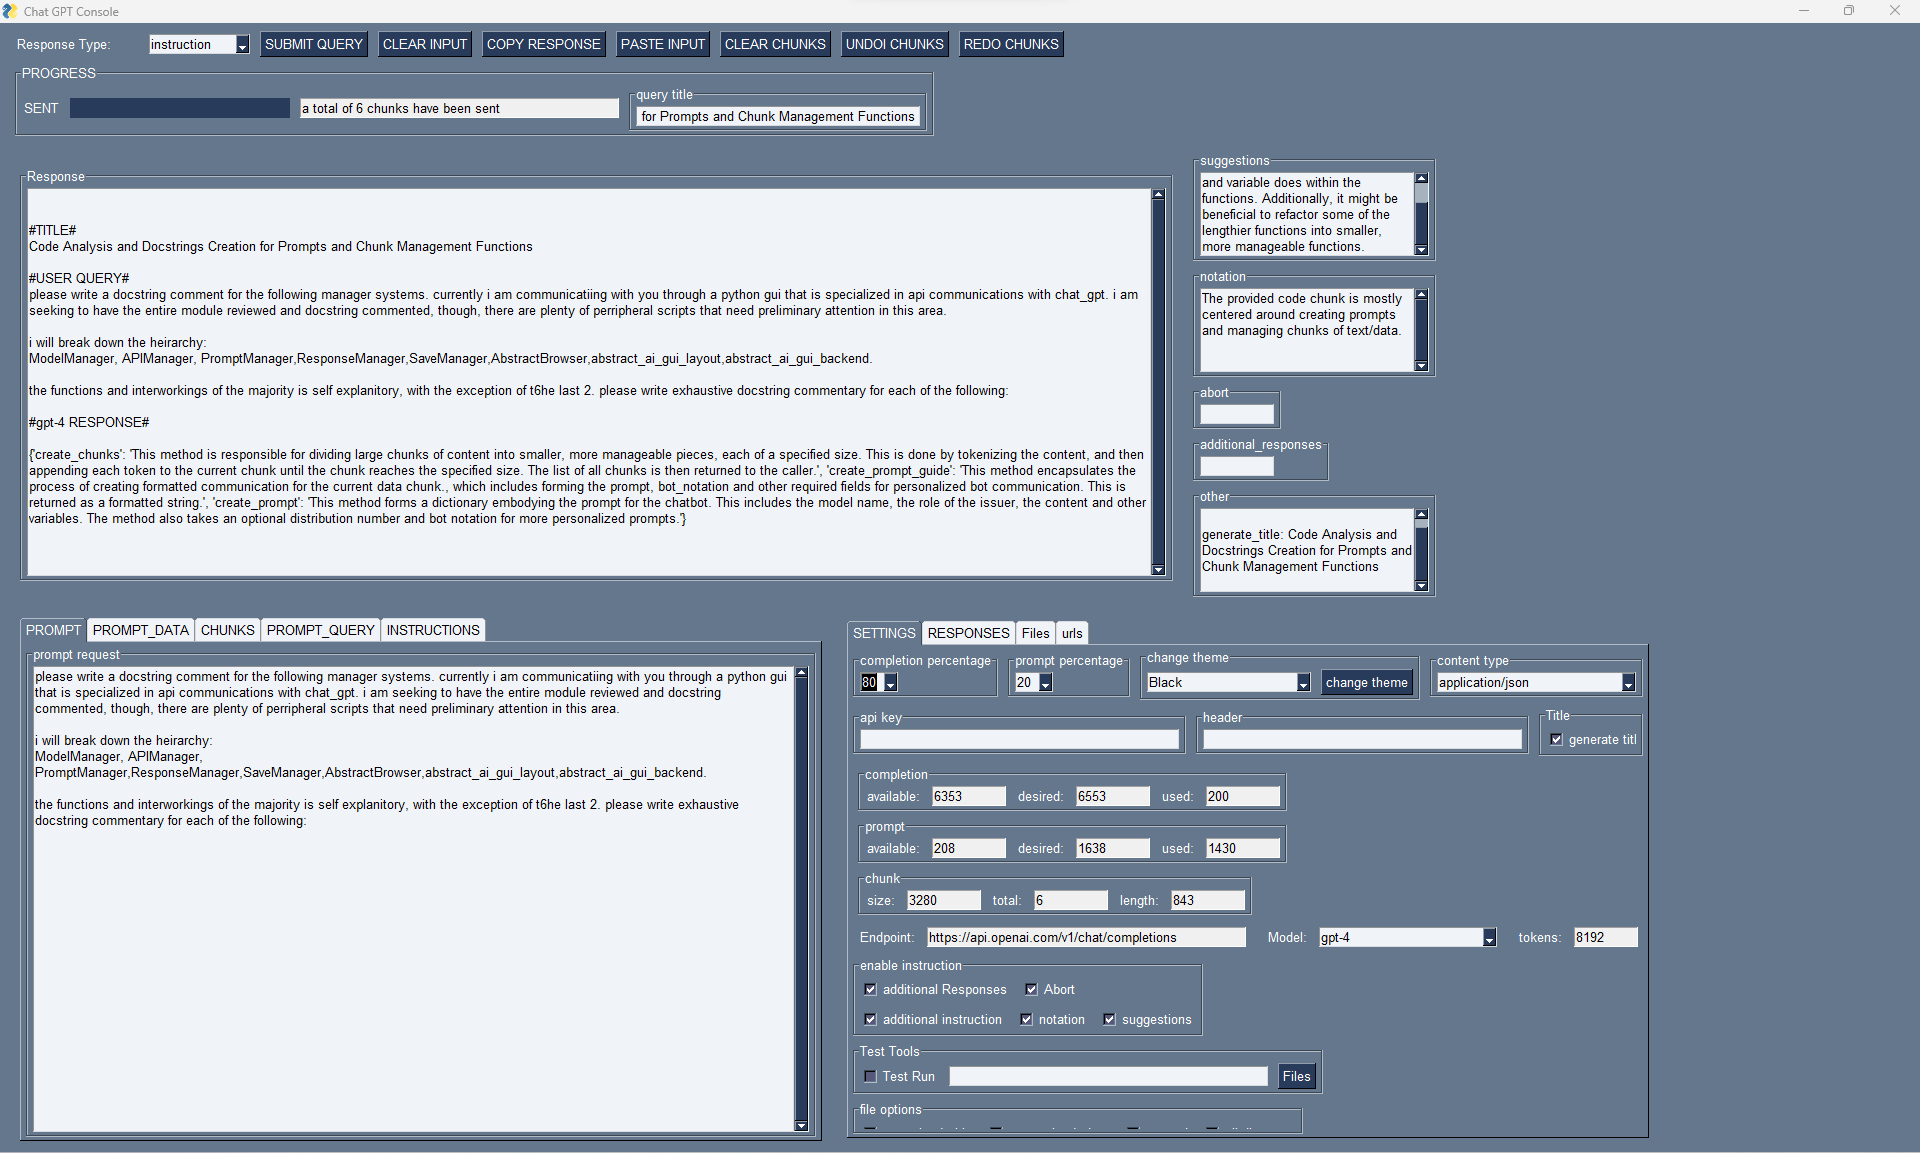 Chat GPT Console
Response Type: instruction SUBMIT QUERY CLEAR INPUT COPY RESPONSE PASTE INPUT CLEAR CHUNKS UNDOI CHUNKS REDO CHUNKS
PROGRESS
SENT a total of 6 chunks have been sent
query title
for Prompts and Chunk Management Functions
Response
#TITLE#
Code Analysis and Docstrings Creation for Prompts and Chunk Management Functions
#USER QUERY#
please write a docstring comment for the following manager systems. currently i am communicatiing with you through a python gui that is specialized in api communications with chat_gpt. i am
seeking to have the entire module reviewed and docstring commented, though, there are plenty of perripheral scripts that need preliminary attention in this area.
i will break down the heirarchy:
ModelManager, APIManager, PromptManager,ResponseManager,SaveManager,AbstractBrowser,abstract_ai_gui_layout,abstract_ai_gui_backend.
the functions and interworkings of the majority is self explanitory, with the exception of t6he last 2. please write exhaustive docstring commentary for each of the following:
#gpt-4 RESPONSE#
{'create_chunks': 'This method is responsible for dividing large chunks of content into smaller, more manageable pieces, each of a specified size. This is done by tokenizing the content, and then
appending each token to the current chunk until the chunk reaches the specified size. The list of all chunks is then returned to the caller.', 'create_prompt_guide': 'This method encapsulates the
process of creating formatted communication for the current data chunk., which includes forming the prompt, bot_notation and other required fields for personalized bot communication. This is
returned as a formatted string.', 'create_prompt': 'This method forms a dictionary embodying the prompt for the chatbot. This includes the model name, the role of the issuer, the content and other
variables. The method also takes an optional distribution number and bot notation for more personalized prompts.'}
suggestions
and variable does within the
functions. Additionally, it might be
beneficial to refactor some of the
lengthier functions into smaller,
more manageable functions.
notation
The provided code chunk is mostly
centered around creating prompts
and managing chunks of text/data.
abort
additional_responses
other
generate_title: Code Analysis and
Docstrings Creation for Prompts and
Chunk Management Functions
PROMPT PROMPT_DATA CHUNKS PROMPT_QUERY INSTRUCTIONS
prompt request
please write a docstring comment for the following manager systems. currently i am communicatiing with you through a python gui
that is specialized in api communications with chat_gpt. i am seeking to have the entire module reviewed and docstring
commented, though, there are plenty of perripheral scripts that need preliminary attention in this area.
i will break down the heirarchy:
ModelManager, APIManager,
PromptManager,ResponseManager,SaveManager,AbstractBrowser,abstract_ai_gui_layout,abstract_ai_gui_backend.
the functions and interworkings of the majority is self explanitory, with the exception of t6he last 2. please write exhaustive
docstring commentary for each of the following:
SETTINGS RESPONSES Files urls
completion percentage prompt percentage change theme content type
80 20 Black change theme application/json
api key header Title
generate titl
completion
available: 6353 desired: 6553 used: 200
prompt
available: 208 desired: 1638 used: 1430
chunk
size: 3280 total: 6 length: 843
Endpoint: https://api.openai.com/v1/chat/completions Model: gpt-4 tokens: 8192
enable instruction
additional Responses Abort
additional instruction notation suggestions
Test Tools
Test Run Files
file options